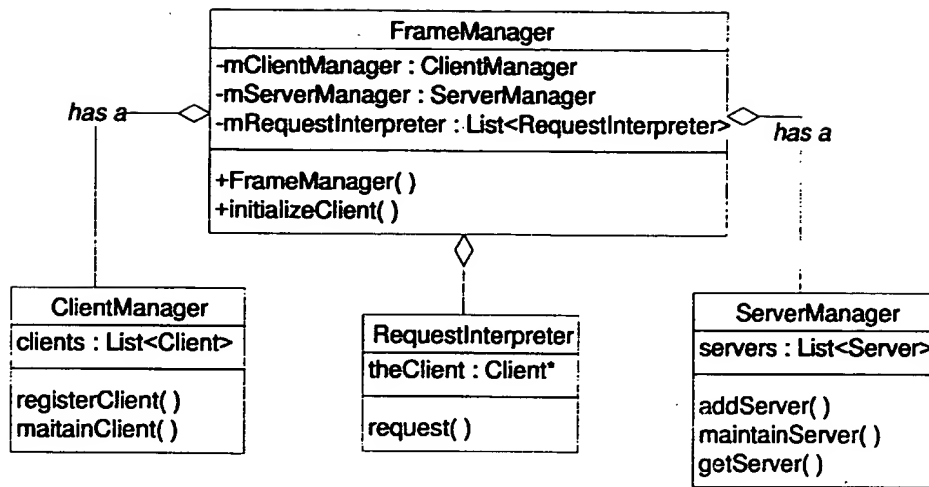 FrameManager
-mClientManager : ClientManager
-mServerManager : ServerManager
-mRequestInterpreter : List<RequestInterpreter>
+FrameManager( )
+initializeClient( )
has a
has a
ClientManager
clients : List<Client>
registerClient( )
maitainClient( )
RequestInterpreter
theClient : Client*
request( )
ServerManager
servers : List<Server>
addServer( )
maintainServer( )
getServer( )